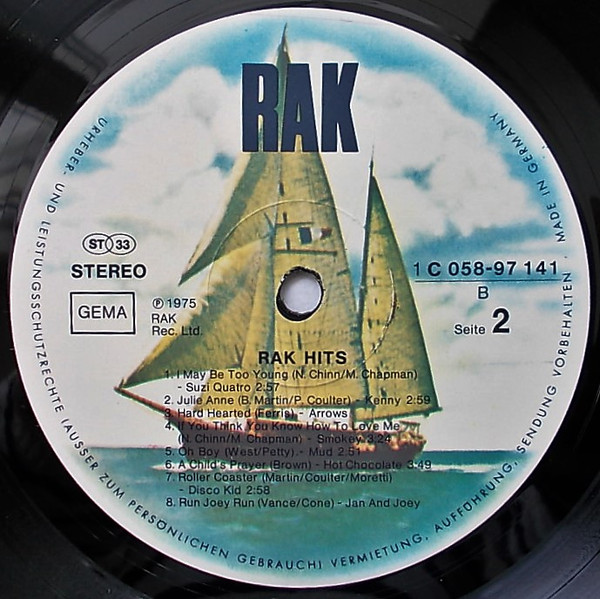 RAK
URHEBER- UND LEISTUNGSSCHUTZRECHTE (AUSSER ZUM PERSÖNLICHEN GEBRAUCH) VERMIETUNG, AUFFÜHRUNG, SENDUNG VORBEHALTEN · MADE IN GERMANY
ST 33
STEREO
GEMA
Ⓟ 1975
RAK
Rec. Ltd.
1 C 058-97 141
B
Seite 2
RAK HITS
1. I May Be Too Young (N. Chinn/M. Chapman)
- Suzi Quatro 2:57
2. Julie Anne (B. Martin/P. Coulter) - Kenny 2:59
3. Hard Hearted (Ferris) - Arrows
4. If You Think You Know How To Love Me
(N. Chinn/M. Chapman) - Smokey 3:24
5. Oh Boy (West/Petty).- Mud 2:51
6. A Child's Prayer (Brown) - Hot Chocolate 3:49
7. Roller Coaster (Martin/Coulter/Moretti)
- Disco Kid 2:58
8. Run Joey Run (Vance/Cone) - Jan And Joey